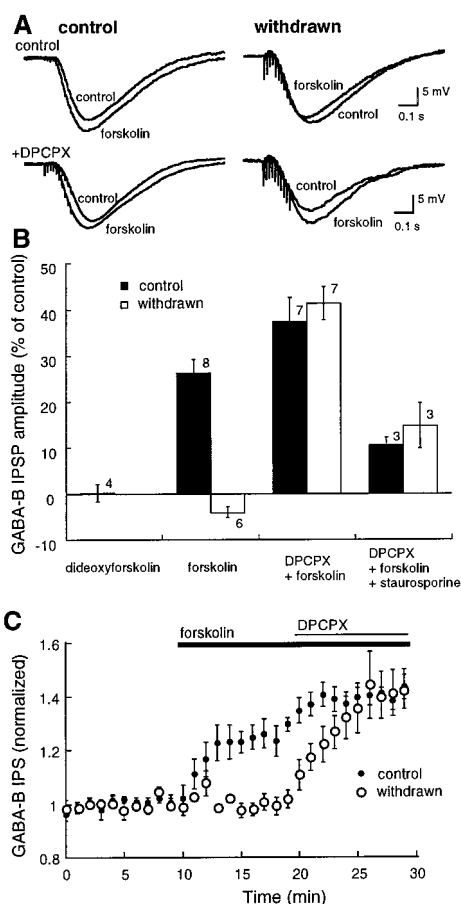 A
control
withdrawn
control
control
forskolin
forskolin
control
5 mV
0.1 s
+DPCPX
control
forskolin
control
forskolin
5 mV
0.1 s
B
GABA-B IPSP amplitude (% of control)
50
40
30
20
10
0
-10
control
withdrawn
4
8
6
7
7
3
3
dideoxyforskolin
forskolin
DPCPX
+ forskolin
DPCPX
+ forskolin
+ staurosporine
C
forskolin
DPCPX
GABA-B IPS (normalized)
1.6
1.4
1.2
1.0
0.8
control
withdrawn
0 5 10 15 20 25 30
Time (min)